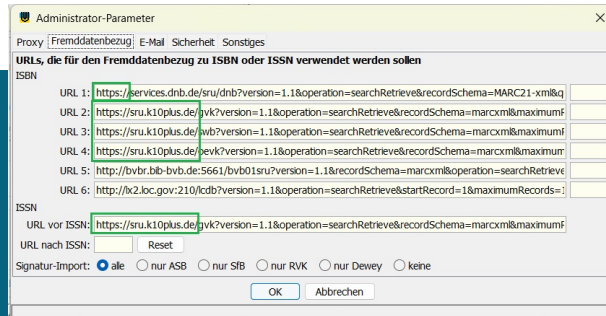 Administrator-Parameter
Proxy Fremddatenbezug E-Mail Sicherheit Sonstiges
URLs, die für den Fremddatenbezug zu ISBN oder ISSN verwendet werden sollen
ISBN
URL 1: https://services.dnb.de/sru/dnb?version=1.1&operation=searchRetrieve&recordSchema=MARC21-xml&q
URL 2: https://sru.k10plus.de/gvk?version=1.1&operation=searchRetrieve&recordSchema=marcxml&maximum
URL 3: https://sru.k10plus.de/swb?version=1.1&operation=searchRetrieve&recordSchema=marcxml&maximum
URL 4: https://sru.k10plus.de/oevk?version=1.1&operation=searchRetrieve&recordSchema=marcxml&maximum
URL 5: http://bvbr.bib-bvb.de:5661/bvb01sru?version=1.1&recordSchema=marcxml&operation=searchRetrieve
URL 6: http://lx2.loc.gov:210/lcdb?version=1.1&operation=searchRetrieve&startRecord=1&maximumRecords=1
ISSN
URL vor ISSN: https://sru.k10plus.de/gvk?version=1.1&operation=searchRetrieve&recordSchema=marcxml&maximum
URL nach ISSN: Reset
Signatur-Import: alle nur ASB nur SfB nur RVK nur Dewey keine
OK Abbrechen